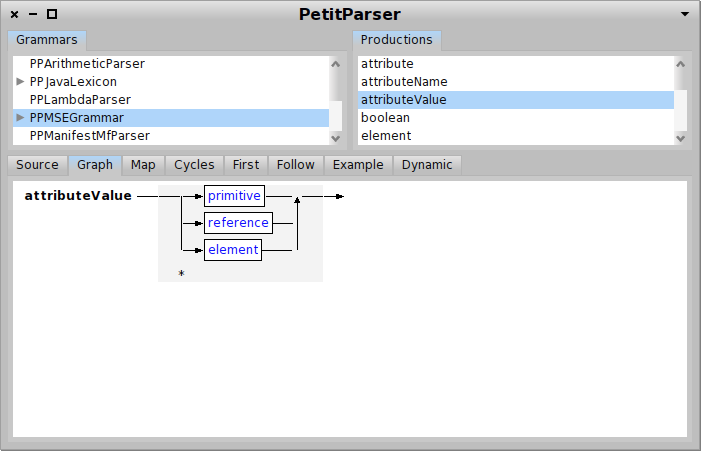 PetitParser
Grammars
Productions
PPArithmeticParser
PPJavaLexicon
PPLambdaParser
PPMSEGrammar
PPManifestMfParser
attribute
attributeName
attributeValue
boolean
element
Source Graph Map Cycles First Follow Example Dynamic
attributeValue primitive
reference
element
*